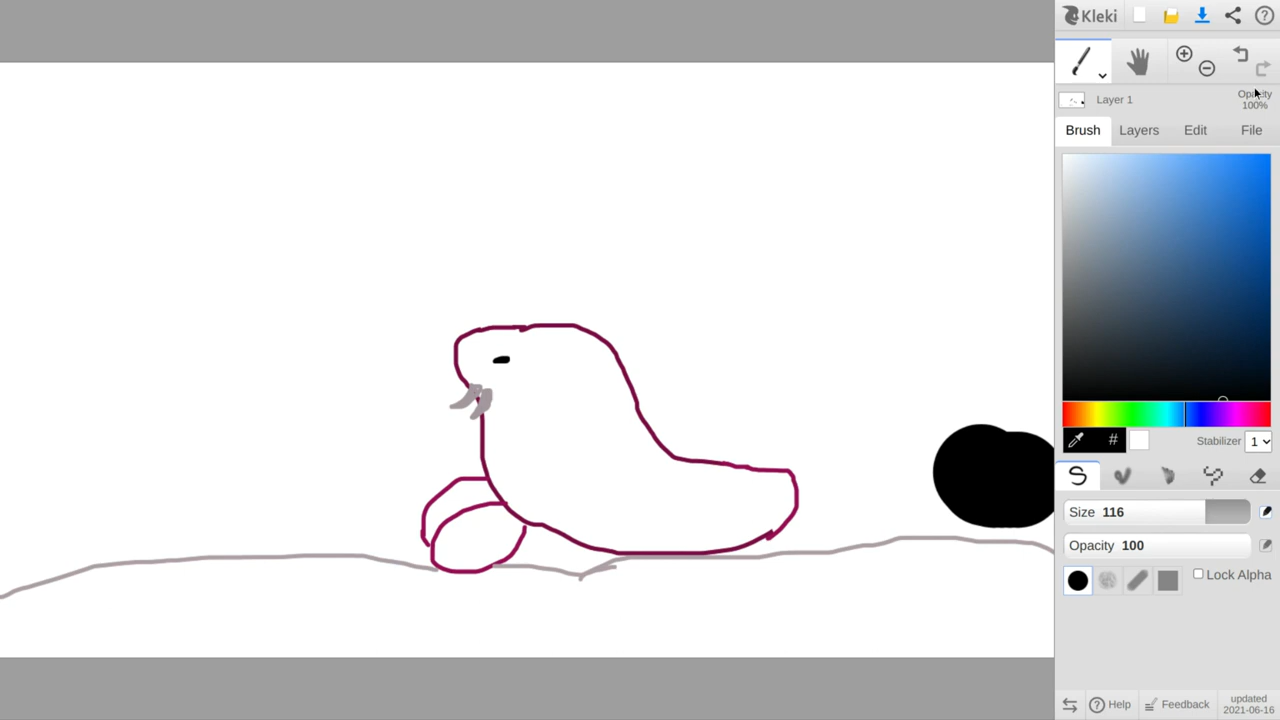 Kleki
Layer 1
Opacity
100%
Brush Layers Edit File
# Stabilizer 1
Size 116
Opacity 100
Lock Alpha
Help Feedback updated
2021-06-16